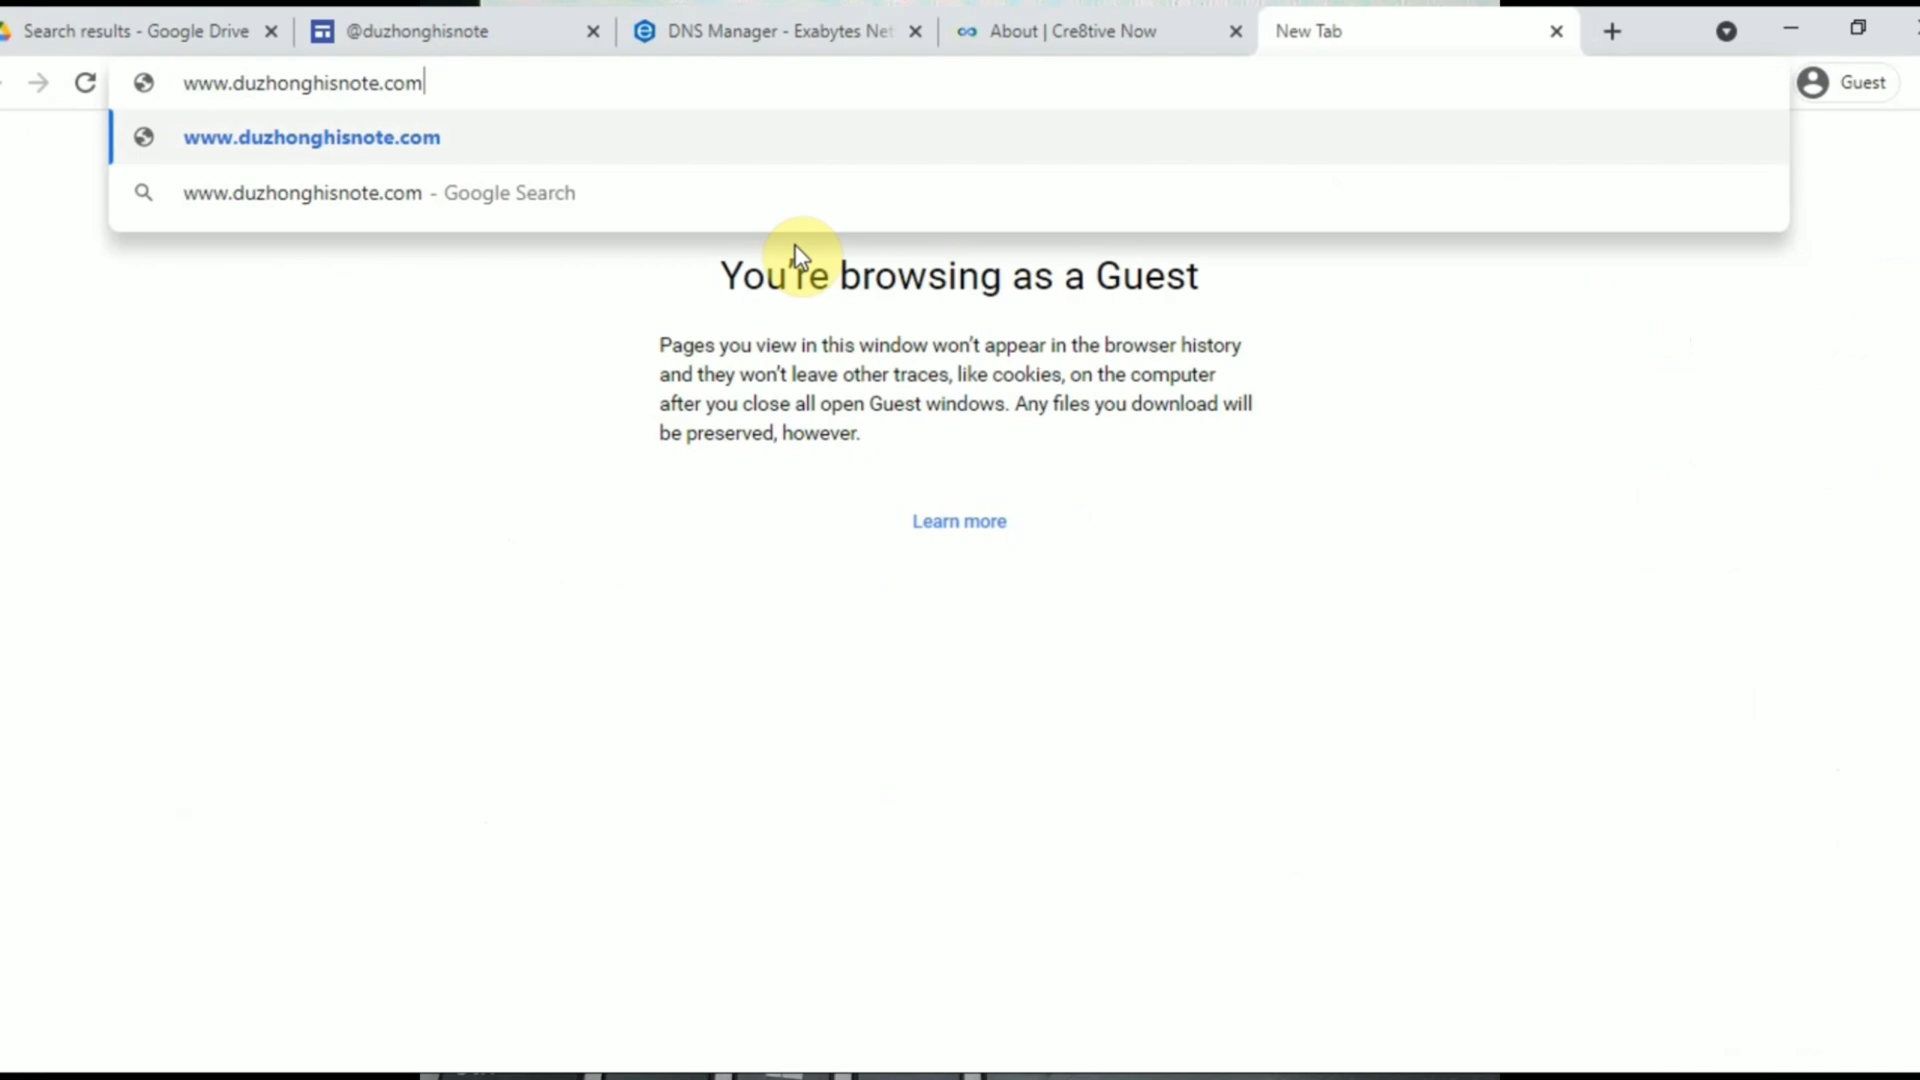 Search results - Google Drive
@duzhonghisnote
DNS Manager - Exabytes Net
About | Cre8tive Now
New Tab
www.duzhonghisnote.com
Guest
www.duzhonghisnote.com
www.duzhonghisnote.com - Google Search
You're browsing as a Guest
Pages you view in this window won't appear in the browser history
and they won't leave other traces, like cookies, on the computer
after you close all open Guest windows. Any files you download will
be preserved, however.
Learn more